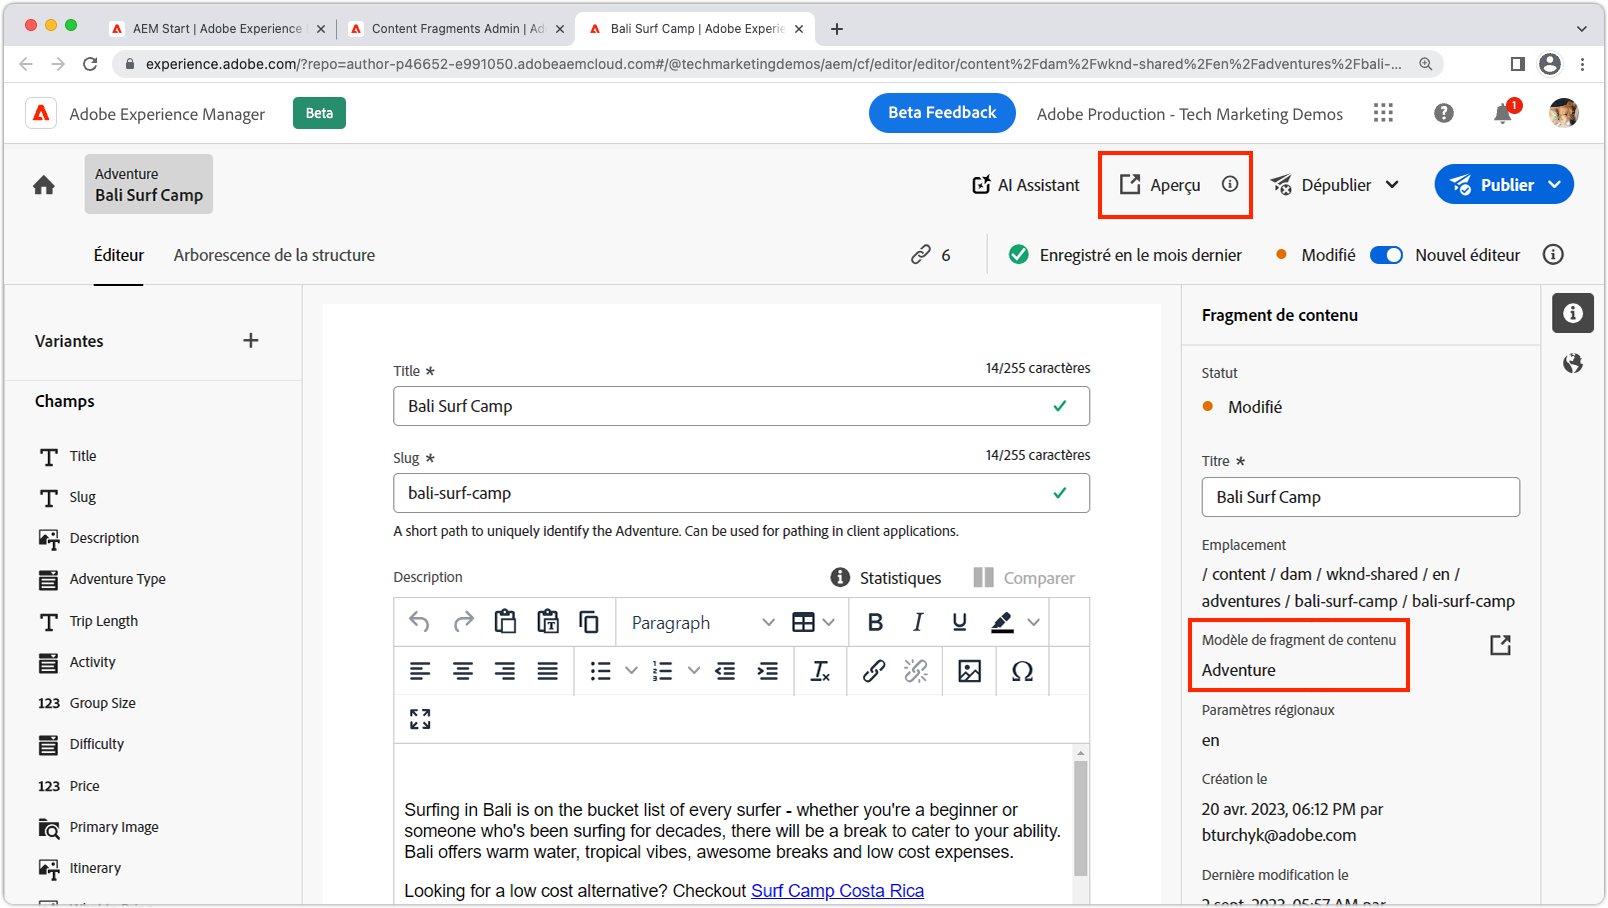 AEM Start | Adobe Experience
Content Fragments Admin | Ad
Bali Surf Camp | Adobe Experie
experience.adobe.com/?repo=author-p46652-e991050.adobeaemcloud.com#/@techmarketingdemos/aem/cf/editor/editor/content%2Fdam%2Fwknd-shared%2Fen%2Fadventures%2Fbali-...
Adobe Experience Manager
Beta
Beta Feedback
Adobe Production - Tech Marketing Demos
1
Adventure
Bali Surf Camp
AI Assistant
Aperçu
Dépublier
Publier
Éditeur
Arborescence de la structure
6
Enregistré en le mois dernier
Modifié
Nouvel éditeur
Variantes
Champs
Title
Slug
Description
Adventure Type
Trip Length
Activity
123 Group Size
Difficulty
123 Price
Primary Image
Itinerary
Title *
14/255 caractères
Bali Surf Camp
Slug *
14/255 caractères
bali-surf-camp
A short path to uniquely identify the Adventure. Can be used for pathing in client applications.
Description
Statistiques
Comparer
Paragraph
B I U
Surfing in Bali is on the bucket list of every surfer - whether you're a beginner or
someone who's been surfing for decades, there will be a break to cater to your ability.
Bali offers warm water, tropical vibes, awesome breaks and low cost expenses.
Looking for a low cost alternative? Checkout Surf Camp Costa Rica
Fragment de contenu
Statut
Modifié
Titre *
Bali Surf Camp
Emplacement
/ content / dam / wknd-shared / en /
adventures / bali-surf-camp / bali-surf-camp
Modèle de fragment de contenu
Adventure
Paramètres régionaux
en
Création le
20 avr. 2023, 06:12 PM par
bturchyk@adobe.com
Dernière modification le
2 sept. 2023, 05:57 AM par